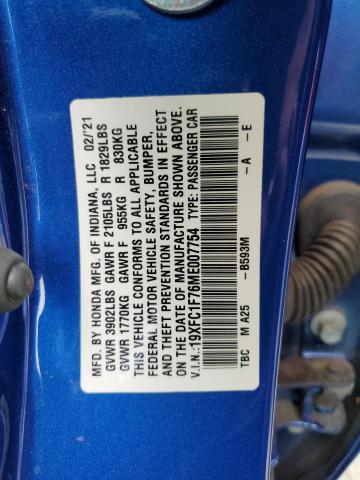 MFD. BY HONDA MFG. OF INDIANA, LLC 02/'21
GVWR 3902LBS GAWR F 2105LBS R 1829LBS
GVWR 1770KG GAWR F 955KG R 830KG
THIS VEHICLE CONFORMS TO ALL APPLICABLE
FEDERAL MOTOR VEHICLE SAFETY, BUMPER,
AND THEFT PREVENTION STANDARDS IN EFFECT
ON THE DATE OF MANUFACTURE SHOWN ABOVE.
V.I.N.:19XFC1F76ME007754 TYPE: PASSENGER CAR
TBC M A25 -B593M -A -E